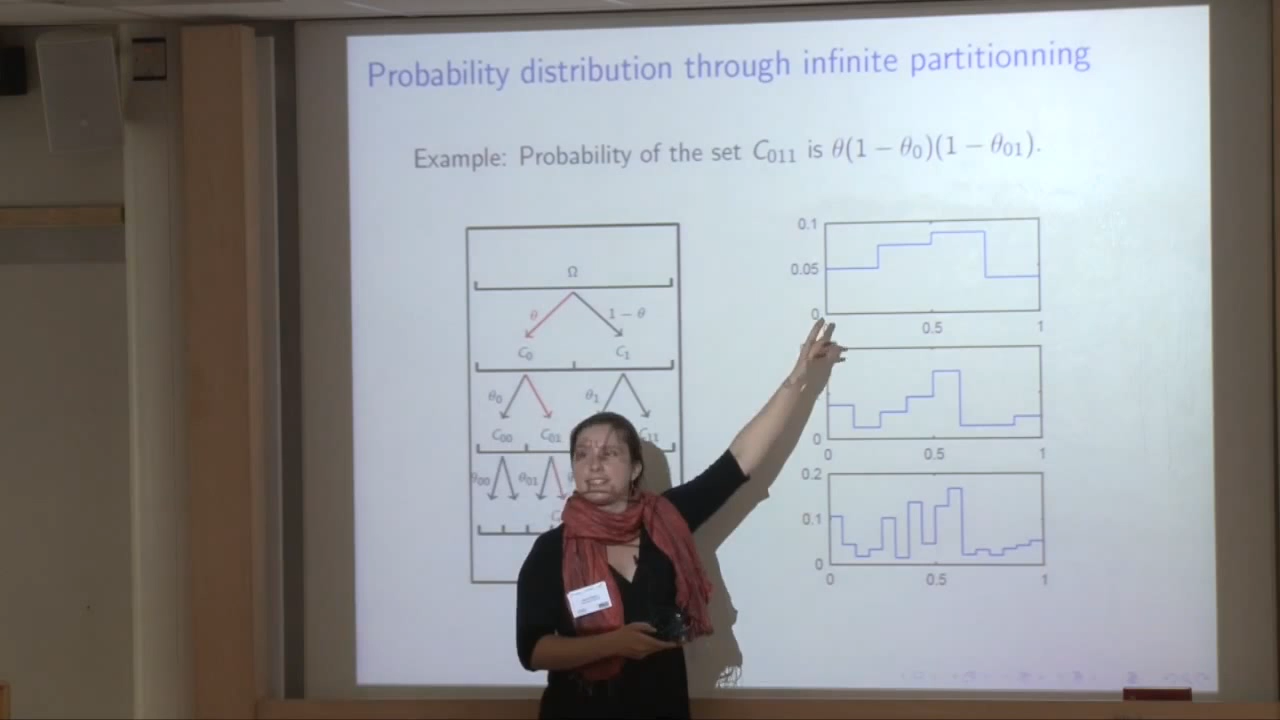 Probability distribution through infinite partitionning
Example: Probability of the set C₀₁₁ is θ(1 − θ₀)(1 − θ₀₁).
Ω
θ 1 − θ
C₀ C₁
θ₀ θ₁
C₀₀ C₀₁ C₁₁
θ₀₀ θ₀₁
0.1
0.05
0
0.5 1
0
0 0.5 1
0.2
0.1
0
0 0.5 1